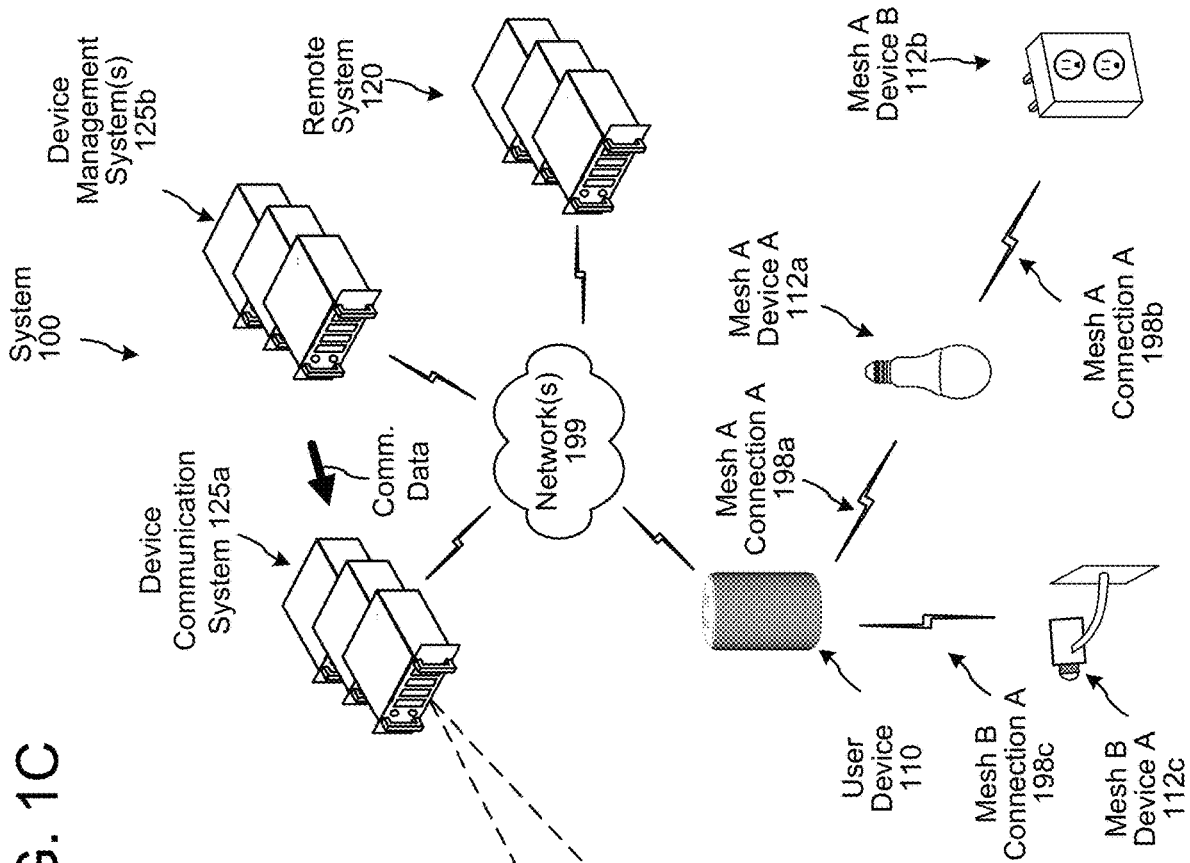 G. 1C
System
100
Device
Management
System(s)
125b
Device
Communication
System 125a
Remote
System
120
Comm.
Data
Network(s)
199
Mesh A
Connection A
198a
Mesh A
Device A
112a
Mesh A
Device B
112b
User
Device
110
Mesh B
Connection A
198c
Mesh A
Connection A
198b
Mesh B
Device A
112c